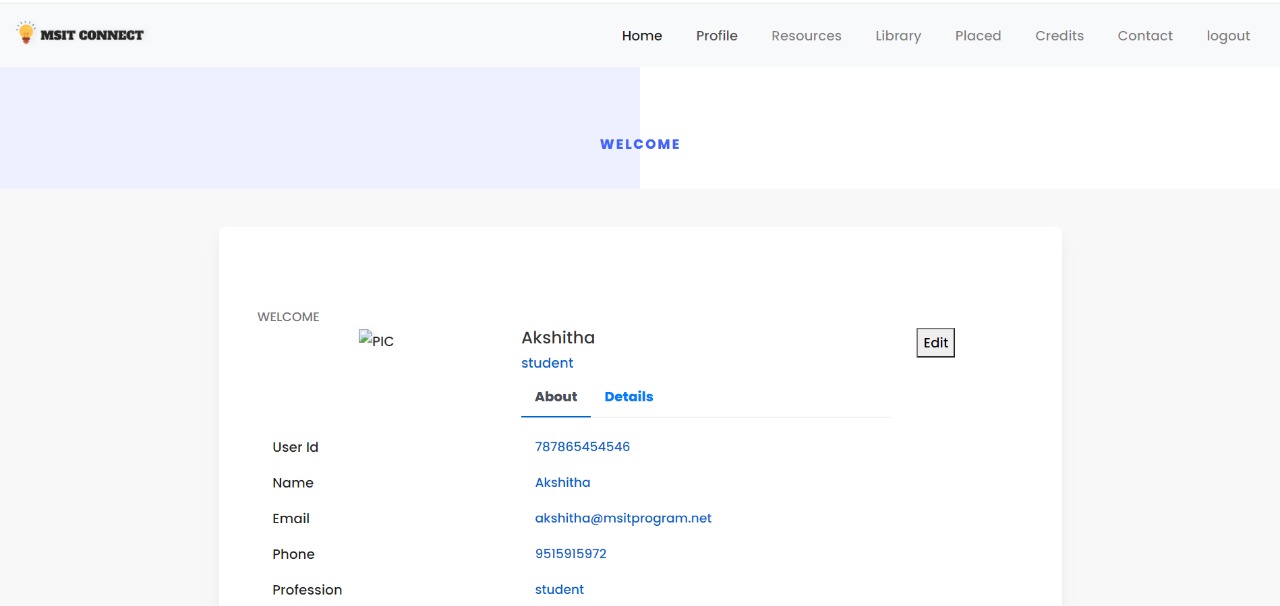 MSIT CONNECT Home Profile Resources Library Placed Credits Contact logout
WELCOME
WELCOME
PIC Akshitha Edit
student
About Details
User Id 787865454546
Name Akshitha
Email akshitha@msitprogram.net
Phone 9515915972
Profession student